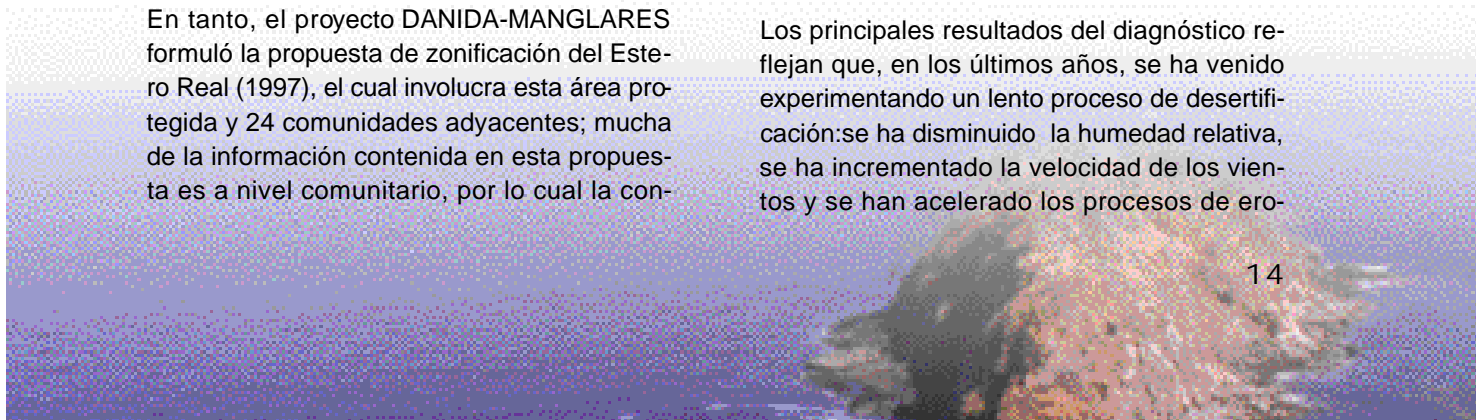 En tanto, el proyecto DANIDA-MANGLARES
formuló la propuesta de zonificación del Este-
ro Real (1997), el cual involucra esta área pro-
tegida y 24 comunidades adyacentes; mucha
de la información contenida en esta propues-
ta es a nivel comunitario, por lo cual la con-
Los principales resultados del diagnóstico re-
flejan que, en los últimos años, se ha venido
experimentando un lento proceso de desertifi-
cación:se ha disminuido la humedad relativa,
se ha incrementado la velocidad de los vien-
tos y se han acelerado los procesos de ero-
14